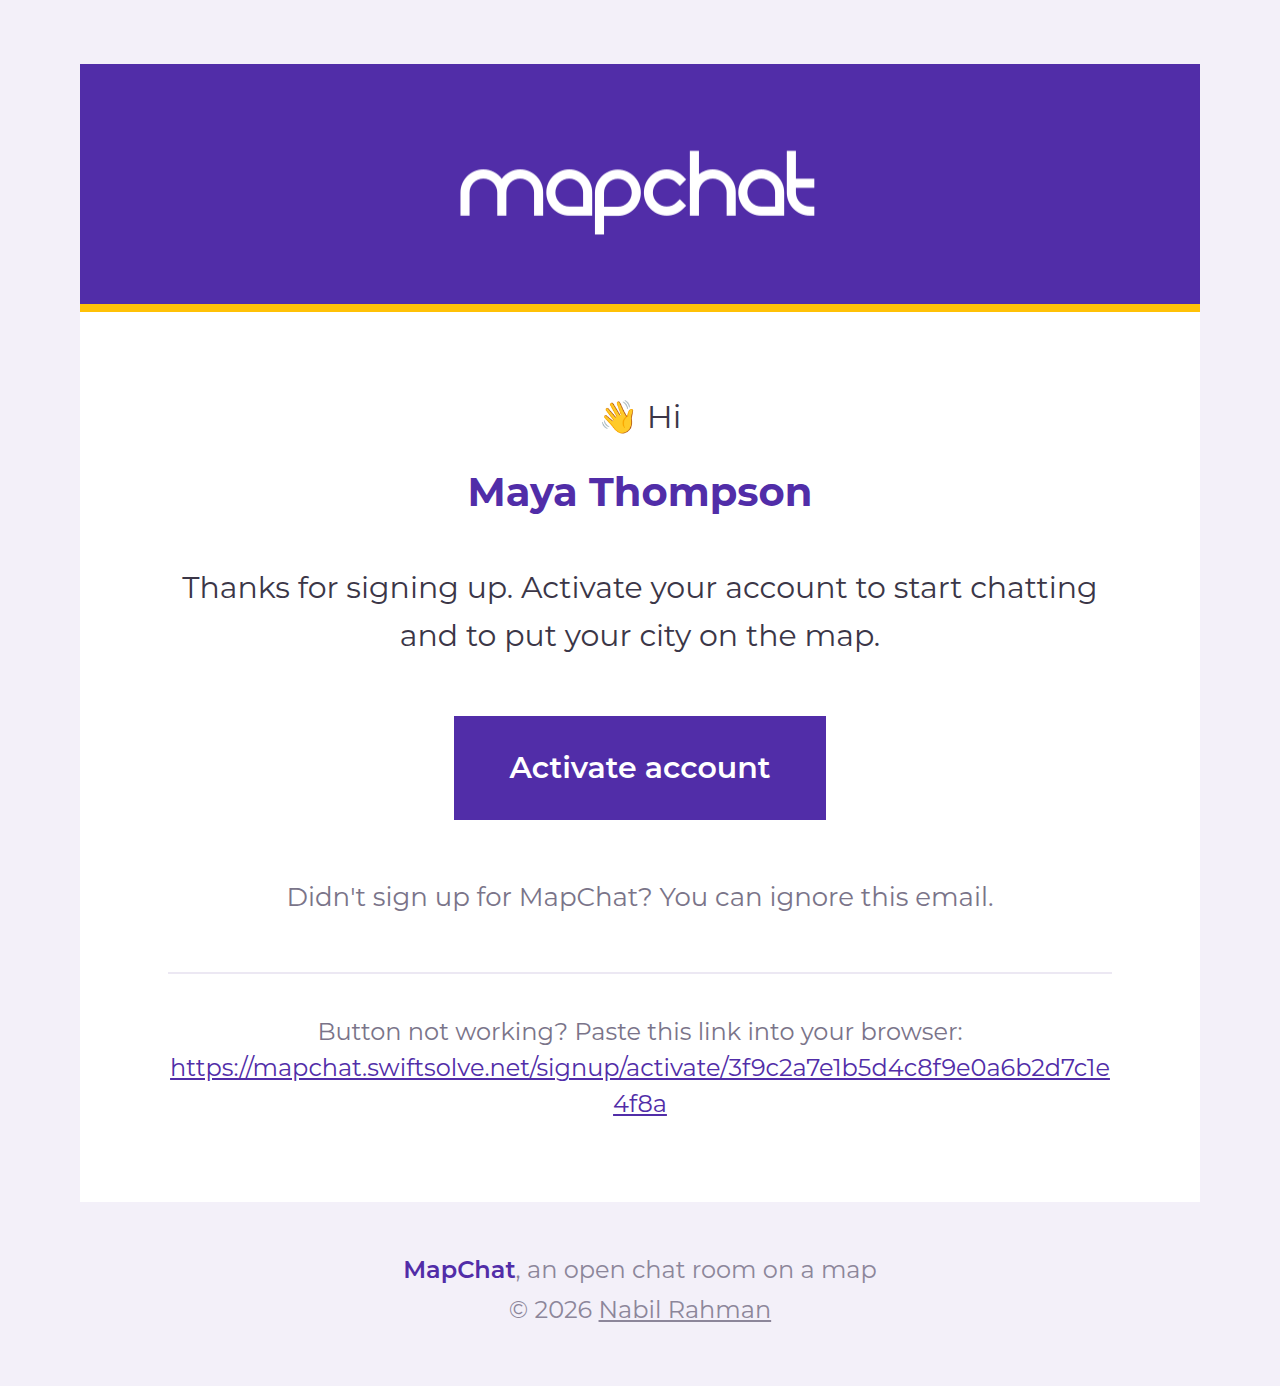 mapchat
👋 Hi
Maya Thompson
Thanks for signing up. Activate your account to start chatting
and to put your city on the map.
Activate account
Didn't sign up for MapChat? You can ignore this email.
Button not working? Paste this link into your browser:
https://mapchat.swiftsolve.net/signup/activate/3f9c2a7e1b5d4c8f9e0a6b2d7c1e
4f8a
MapChat, an open chat room on a map
© 2026 Nabil Rahman